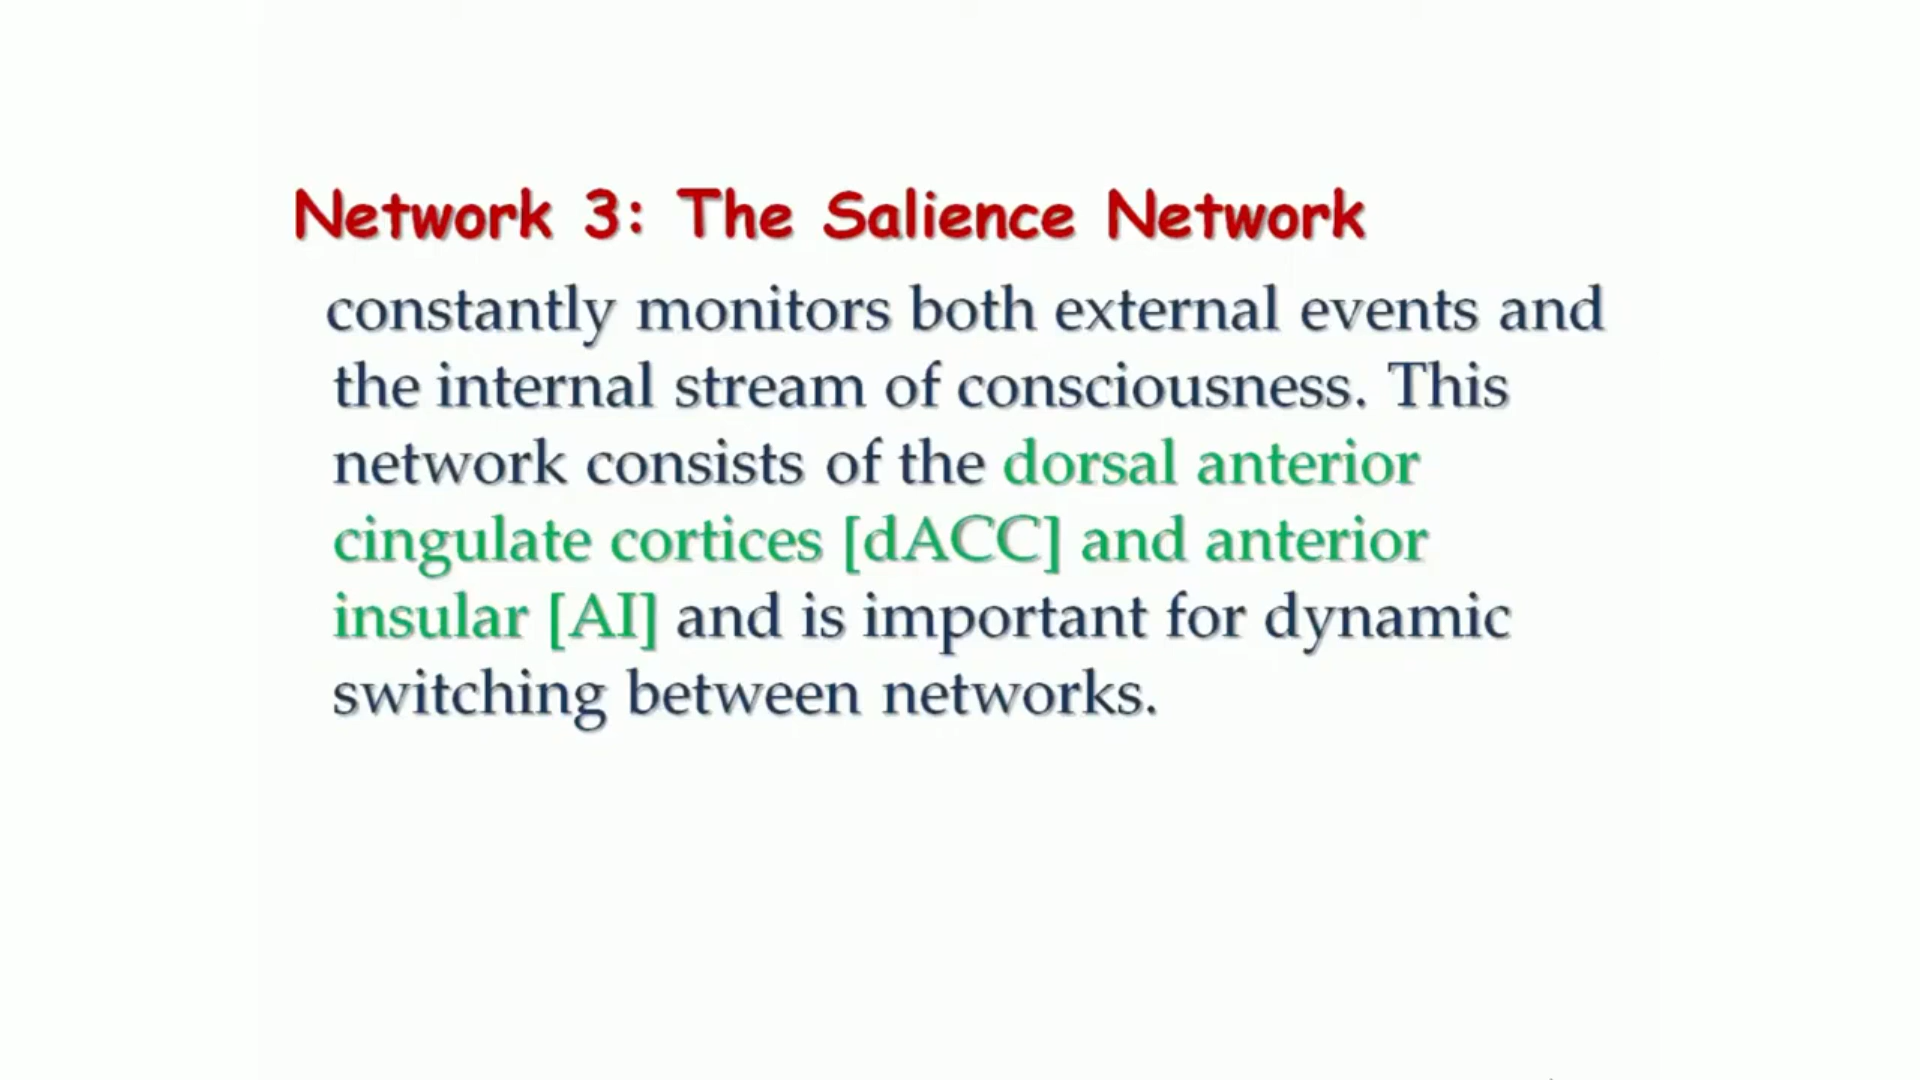 Network 3: The Salience Network
constantly monitors both external events and
the internal stream of consciousness. This
network consists of the dorsal anterior
cingulate cortices [dACC] and anterior
insular [AI] and is important for dynamic
switching between networks.